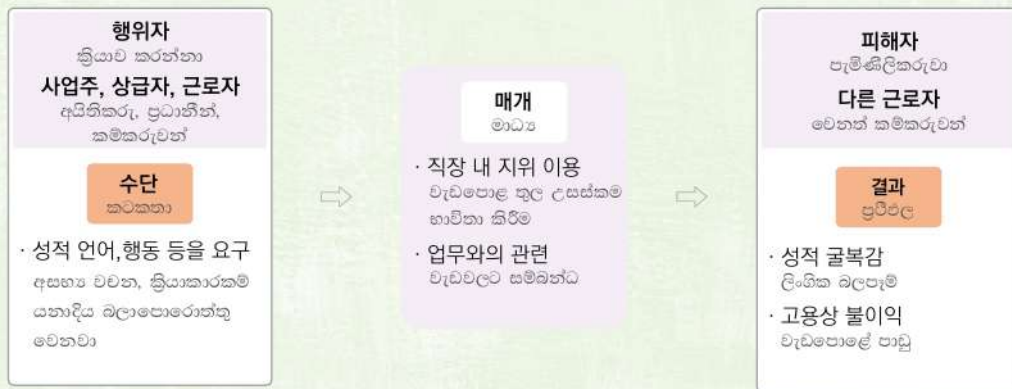 행위자
ක්‍රියාව කරන්නා
사업주, 상급자, 근로자
අයිතිකරු, ප්‍රධානීන්,
කම්කරුවන්
수단
කටකතා
· 성적 언어,행동 등을 요구
අසභ්‍ය වචන, ක්‍රියාකාරකම්
යනාදිය බලාපොරොත්තු
වෙනවා
매개
මාධ්‍ය
· 직장 내 지위 이용
වැඩපොළ තුල උසස්කම
භාවිතා කිරීම
· 업무와의 관련
වැඩවලට සම්බන්ධ
피해자
පැමිණිලිකරුවා
다른 근로자
වෙනත් කම්කරුවන්
결과
ප්‍රථිඵල
· 성적 굴복감
ලිංගික බලපෑම්
· 고용상 불이익
වැඩපොළේ පාඩු